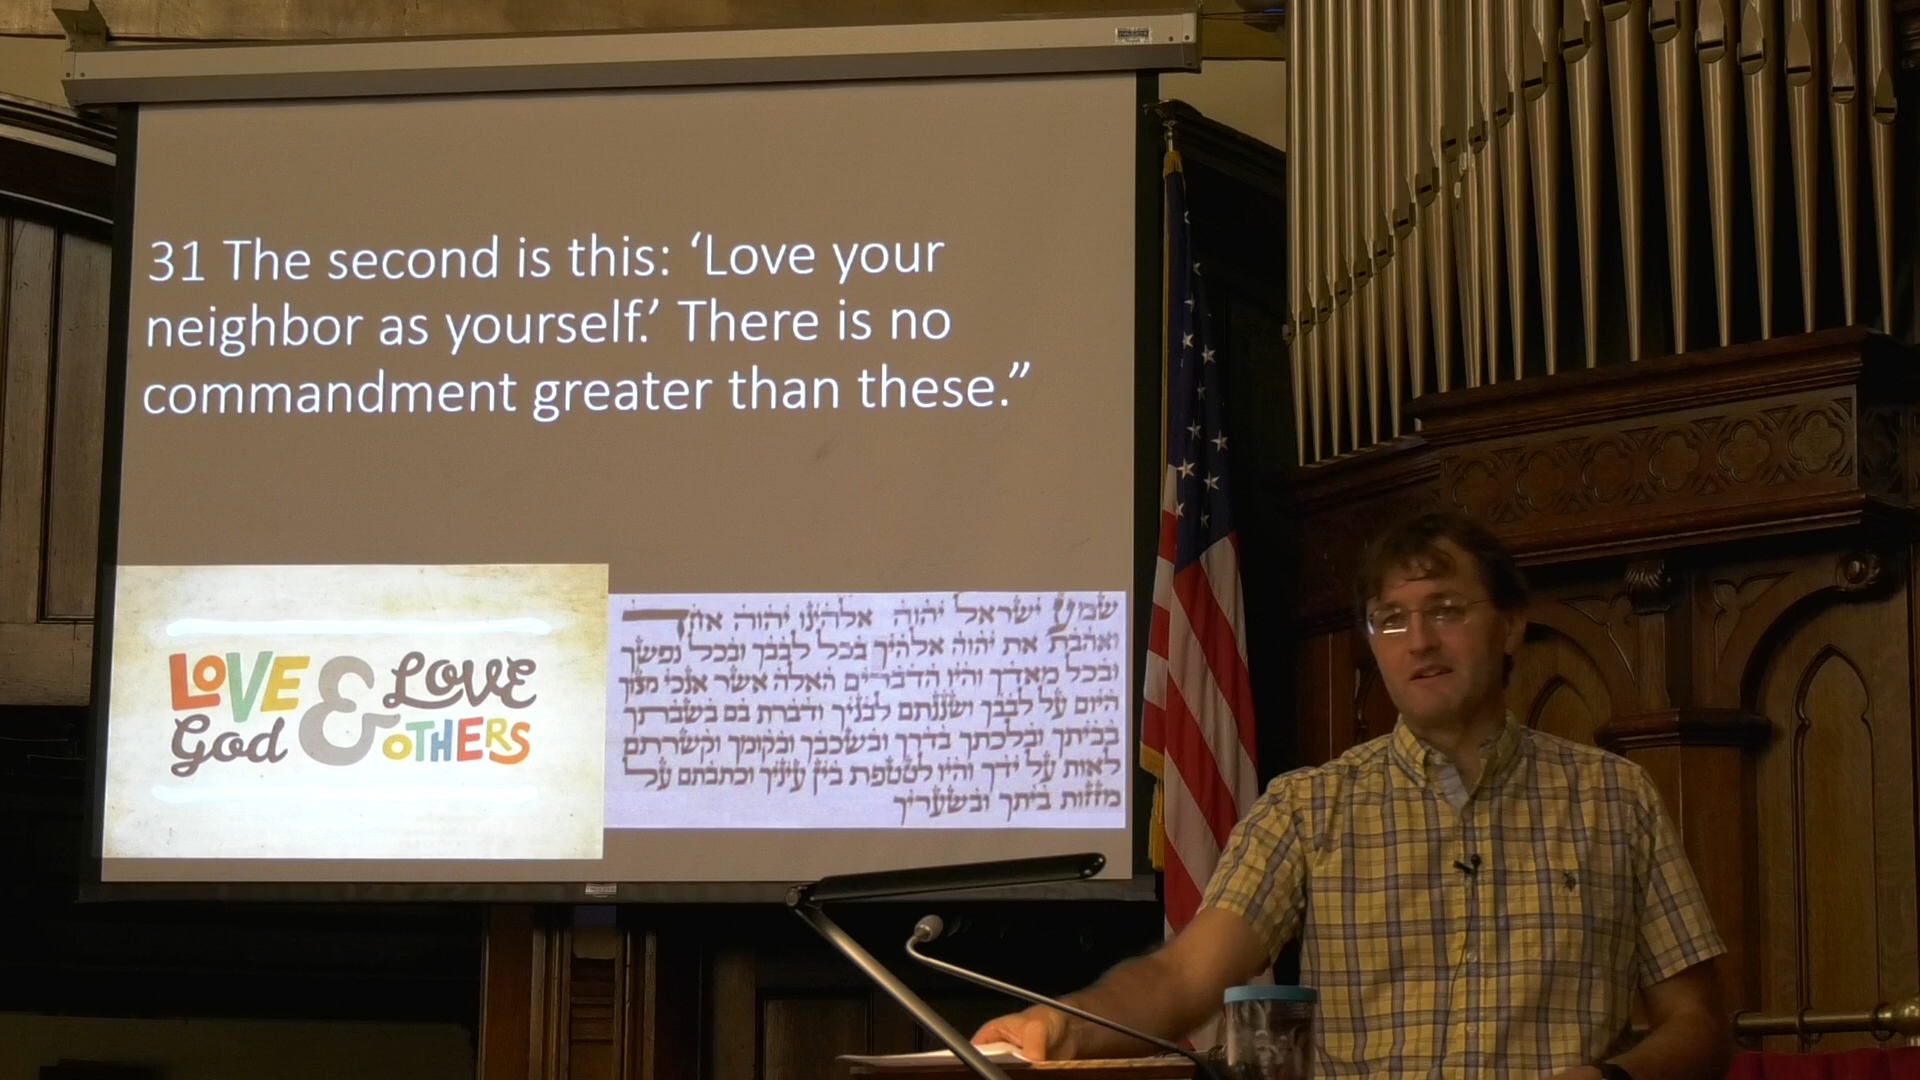 31 The second is this: ‘Love your
neighbor as yourself.’ There is no
commandment greater than these.”
LOVE
God
&
LOVE
OTHERS
שמע ישראל יהוה אלהינו יהוה אחד
ואהבת את יהוה אלהיך בכל לבבך ובכל נפשך
ובכל מאדך והיו הדברים האלה אשר אנכי מצוך
היום על לבבך ושננתם לבניך ודברת בם בשבתך
בביתך ובלכתך בדרך ובשכבך ובקומך וקשרתם
לאות על ידך והיו לטטפת בין עיניך וכתבתם על
מזזות ביתך ובשעריך